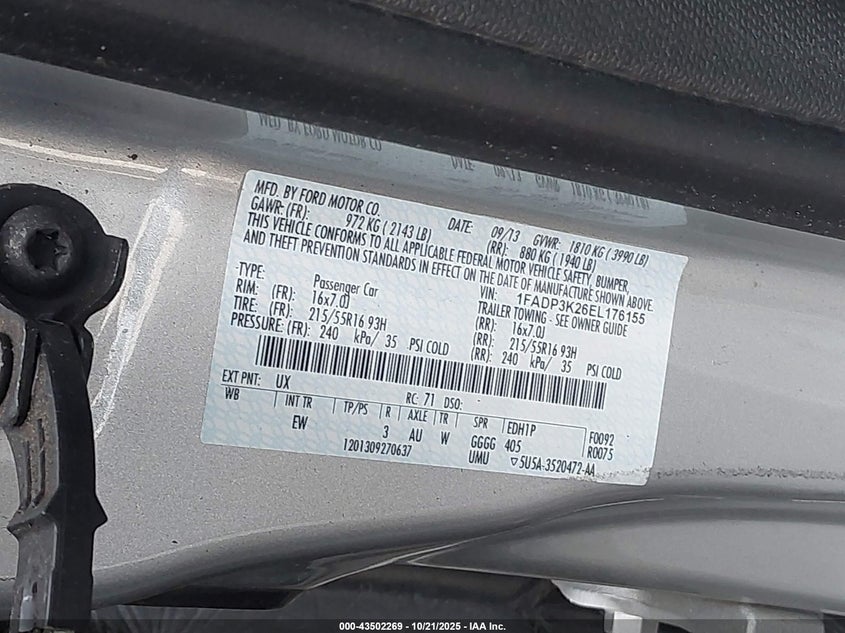 MFD. BY FORD MOTOR CO. DATE: 09/13 GVWR: 1810 KG ( 3990 LB)
GAWR: (FR): 972 KG ( 2143 LB) (RR): 880 KG ( 1940 LB)
THIS VEHICLE CONFORMS TO ALL APPLICABLE FEDERAL MOTOR VEHICLE SAFETY, BUMPER,
AND THEFT PREVENTION STANDARDS IN EFFECT ON THE DATE OF MANUFACTURE SHOWN ABOVE.
VIN: 1FADP3K26EL176155
TYPE: Passenger Car TRAILER TOWING - SEE OWNER GUIDE
RIM: (FR): 16x7.0J (RR): 16x7.0J
TIRE: (FR): 215/55R16 93H (RR): 215/55R16 93H
PRESSURE: (FR): 240 kPa/ 35 PSI COLD (RR): 240 kPa/ 35 PSI COLD
EXT PNT: UX RC: 71 DSO:
WB INT TR TP/PS R AXLE TR SPR EDH1P F0092
EW 3 AU W GGGG 405 R0075
1201309270637 UMU ▽5U5A-3520472-AA
000-43502269 - 10/21/2025 - IAA Inc.